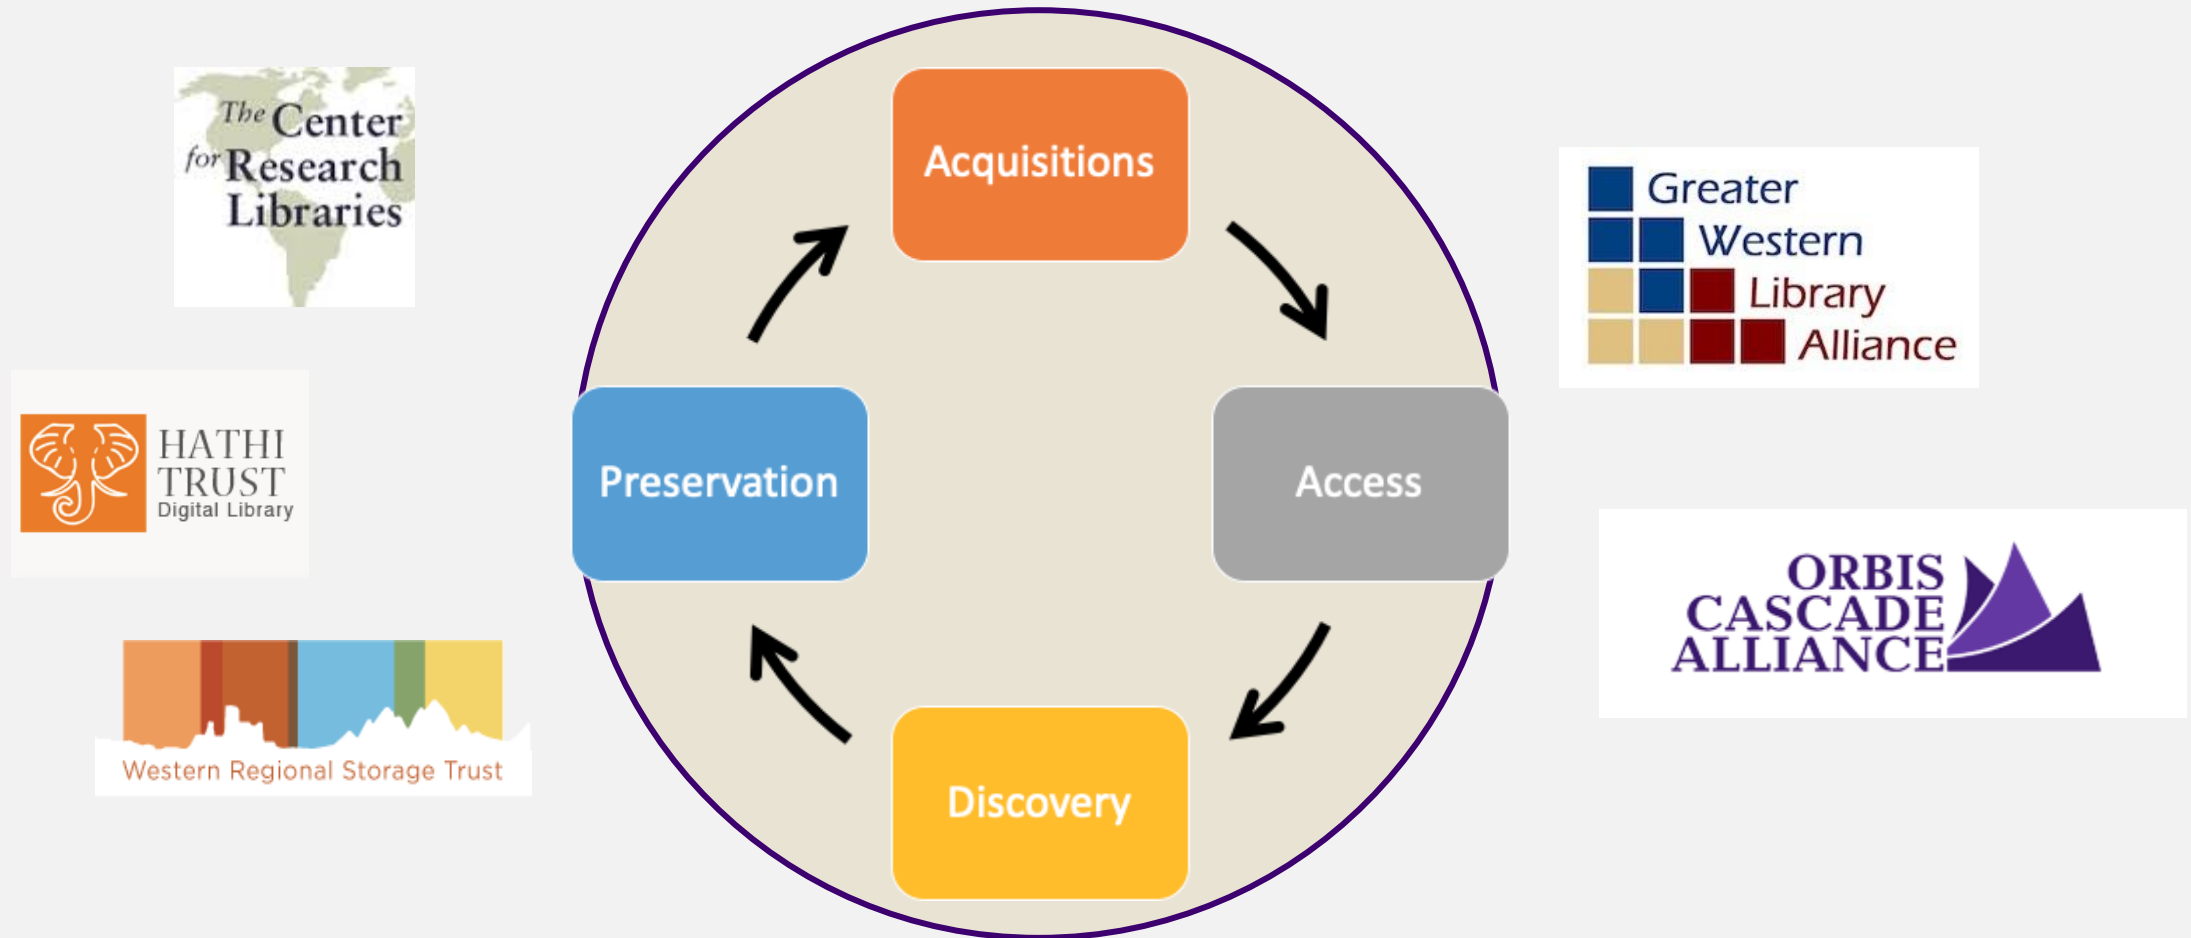 The Center
for Research
Libraries
HATHI
TRUST
Digital Library
Western Regional Storage Trust
Acquisitions
Preservation
Access
Discovery
Greater
Western
Library
Alliance
ORBIS
CASCADE
ALLIANCE